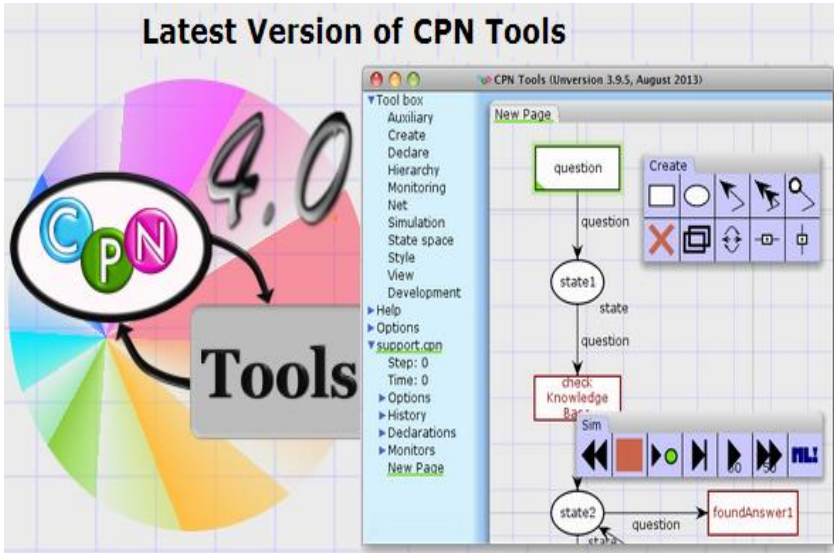 Latest Version of CPN Tools
4.0
CPN
Tools
CPN Tools (Unversion 3.9.5, August 2013)
Tool box
Auxiliary
Create
Declare
Hierarchy
Monitoring
Net
Simulation
State space
Style
View
Development
Help
Options
support.cpn
Step: 0
Time: 0
Options
History
Declarations
Monitors
New Page
New Page
question
question
state1
state
question
check
Knowledge
Create
Sim
50
ML!
state2
question
foundAnswer1
state